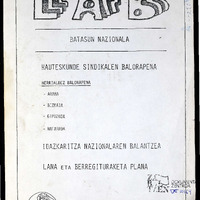 LAB
BATASUN NAZIONALA
HAUTESKUNDE SINDIKALEN BALORAPENA
HERRIALDEZ BALORAPENA
- ARABA
- BIZKAIA
- GIPUZKOA
- NAFARROA
IDAZKARITZA NAZIONALAREN BALANTZEA
LANA ETA BERREGITURAKETA PLANA